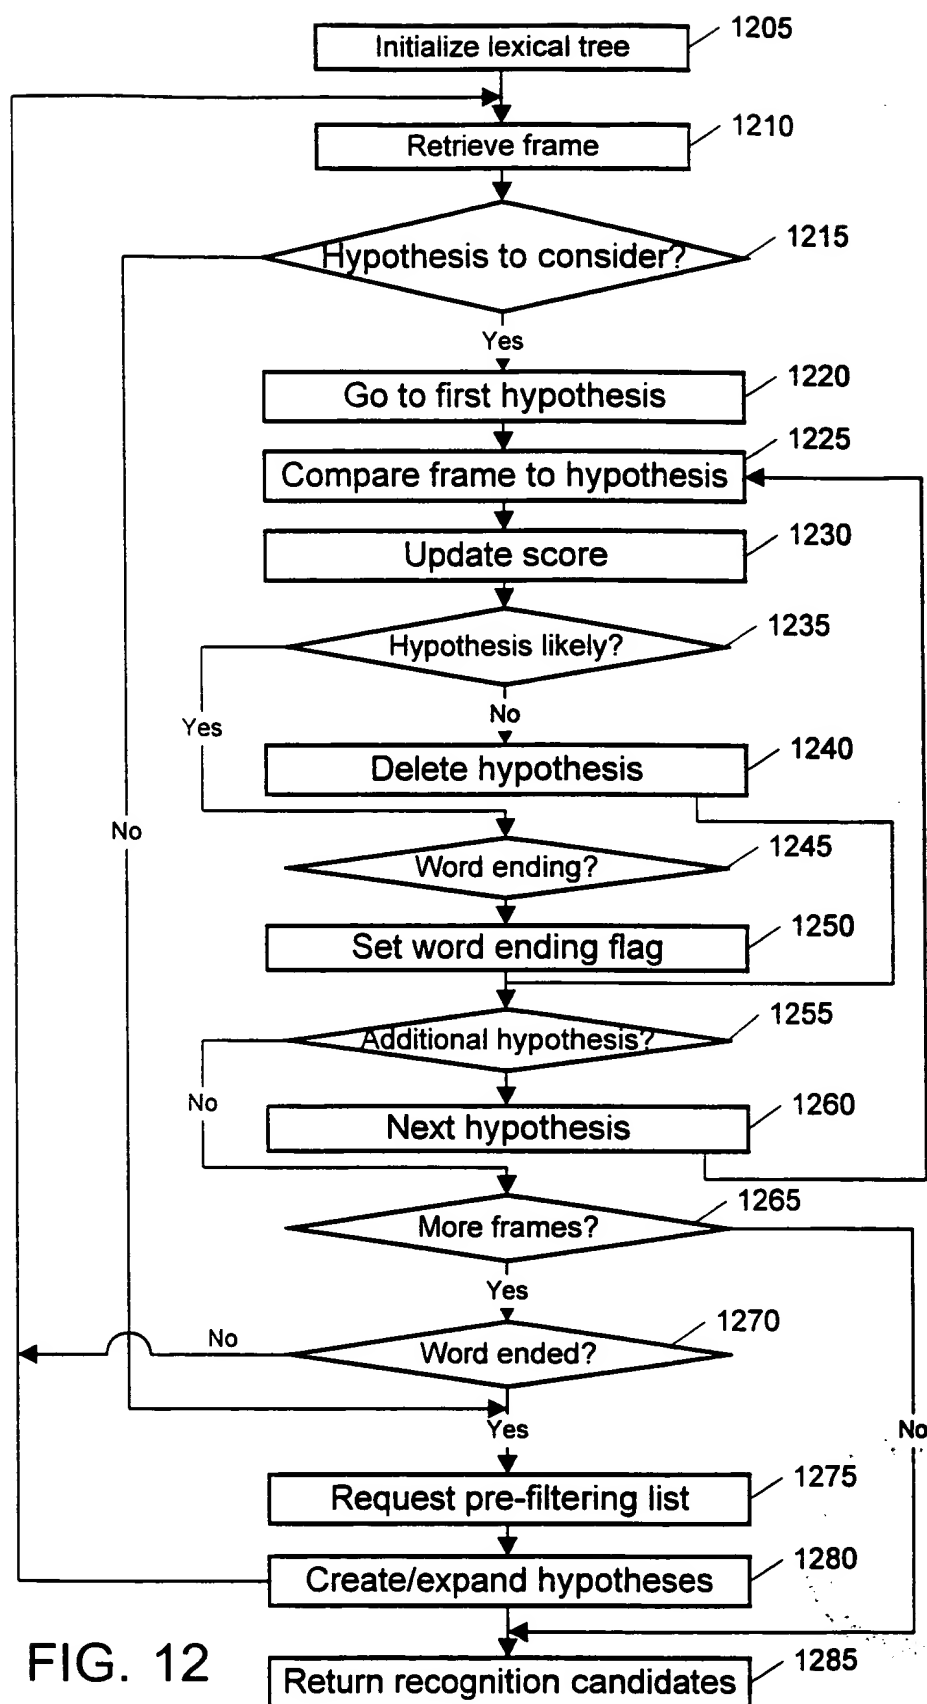 Initialize lexical tree
1205
Retrieve frame
1210
Hypothesis to consider?
1215
Yes
Go to first hypothesis
1220
Compare frame to hypothesis
1225
Update score
1230
Hypothesis likely?
1235
Yes
No
Delete hypothesis
1240
No
Word ending?
1245
Set word ending flag
1250
Additional hypothesis?
1255
No
Next hypothesis
1260
More frames?
1265
Yes
Word ended?
1270
No
Yes
No
Request pre-filtering list
1275
Create/expand hypotheses
1280
Return recognition candidates
1285
FIG. 12